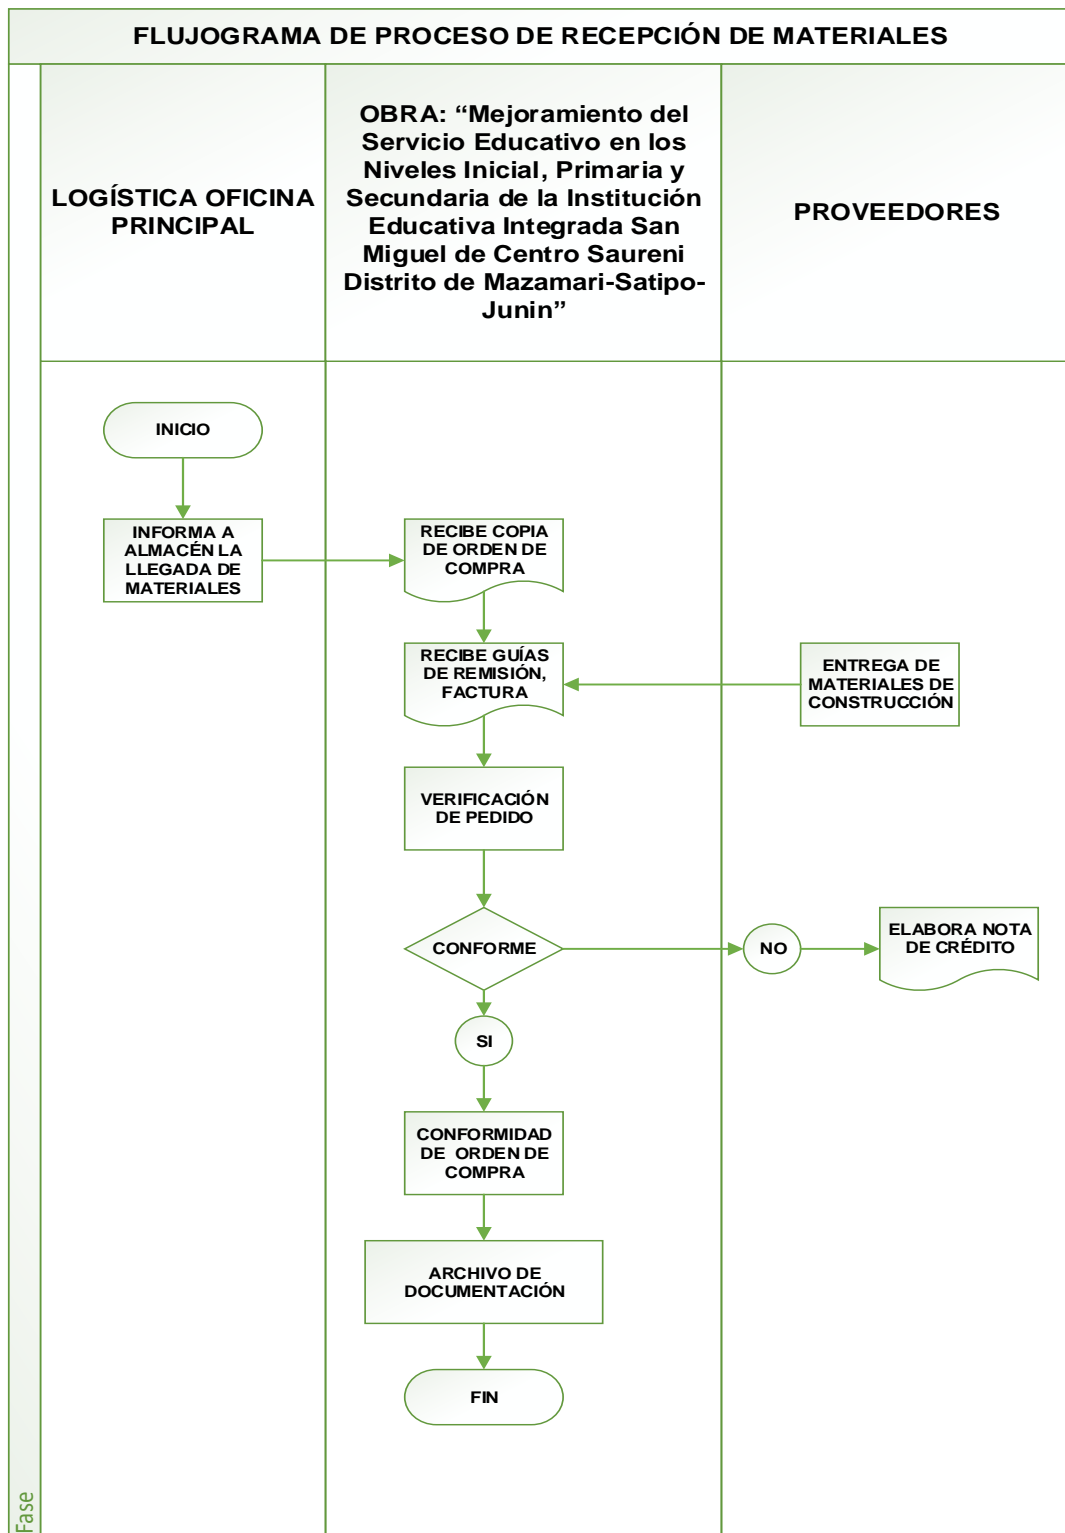 FLUJOGRAMA DE PROCESO DE RECEPCIÓN DE MATERIALES
LOGÍSTICA OFICINA
PRINCIPAL
OBRA: “Mejoramiento del
Servicio Educativo en los
Niveles Inicial, Primaria y
Secundaria de la Institución
Educativa Integrada San
Miguel de Centro Saureni
Distrito de Mazamari-Satipo-
Junin”
PROVEEDORES
INICIO
INFORMA A
ALMACÉN LA
LLEGADA DE
MATERIALES
RECIBE COPIA
DE ORDEN DE
COMPRA
RECIBE GUÍAS
DE REMISIÓN,
FACTURA
ENTREGA DE
MATERIALES DE
CONSTRUCCIÓN
VERIFICACIÓN
DE PEDIDO
CONFORME
NO
ELABORA NOTA
DE CRÉDITO
SI
CONFORMIDAD
DE ORDEN DE
COMPRA
ARCHIVO DE
DOCUMENTACIÓN
FIN
Fase